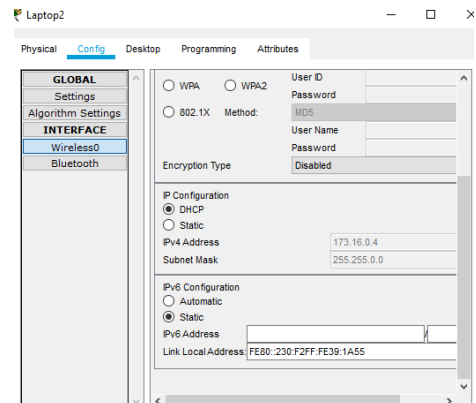 Laptop2
Physical Config Desktop Programming Attributes
GLOBAL
Settings
Algorithm Settings
INTERFACE
Wireless0
Bluetooth
WPA WPA2 User ID
Password
802.1X Method: MD5
User Name
Password
Encryption Type Disabled
IP Configuration
DHCP
Static
IPv4 Address 173.16.0.4
Subnet Mask 255.255.0.0
IPv6 Configuration
Automatic
Static
IPv6 Address /
Link Local Address: FE80::230:F2FF:FE39:1A55